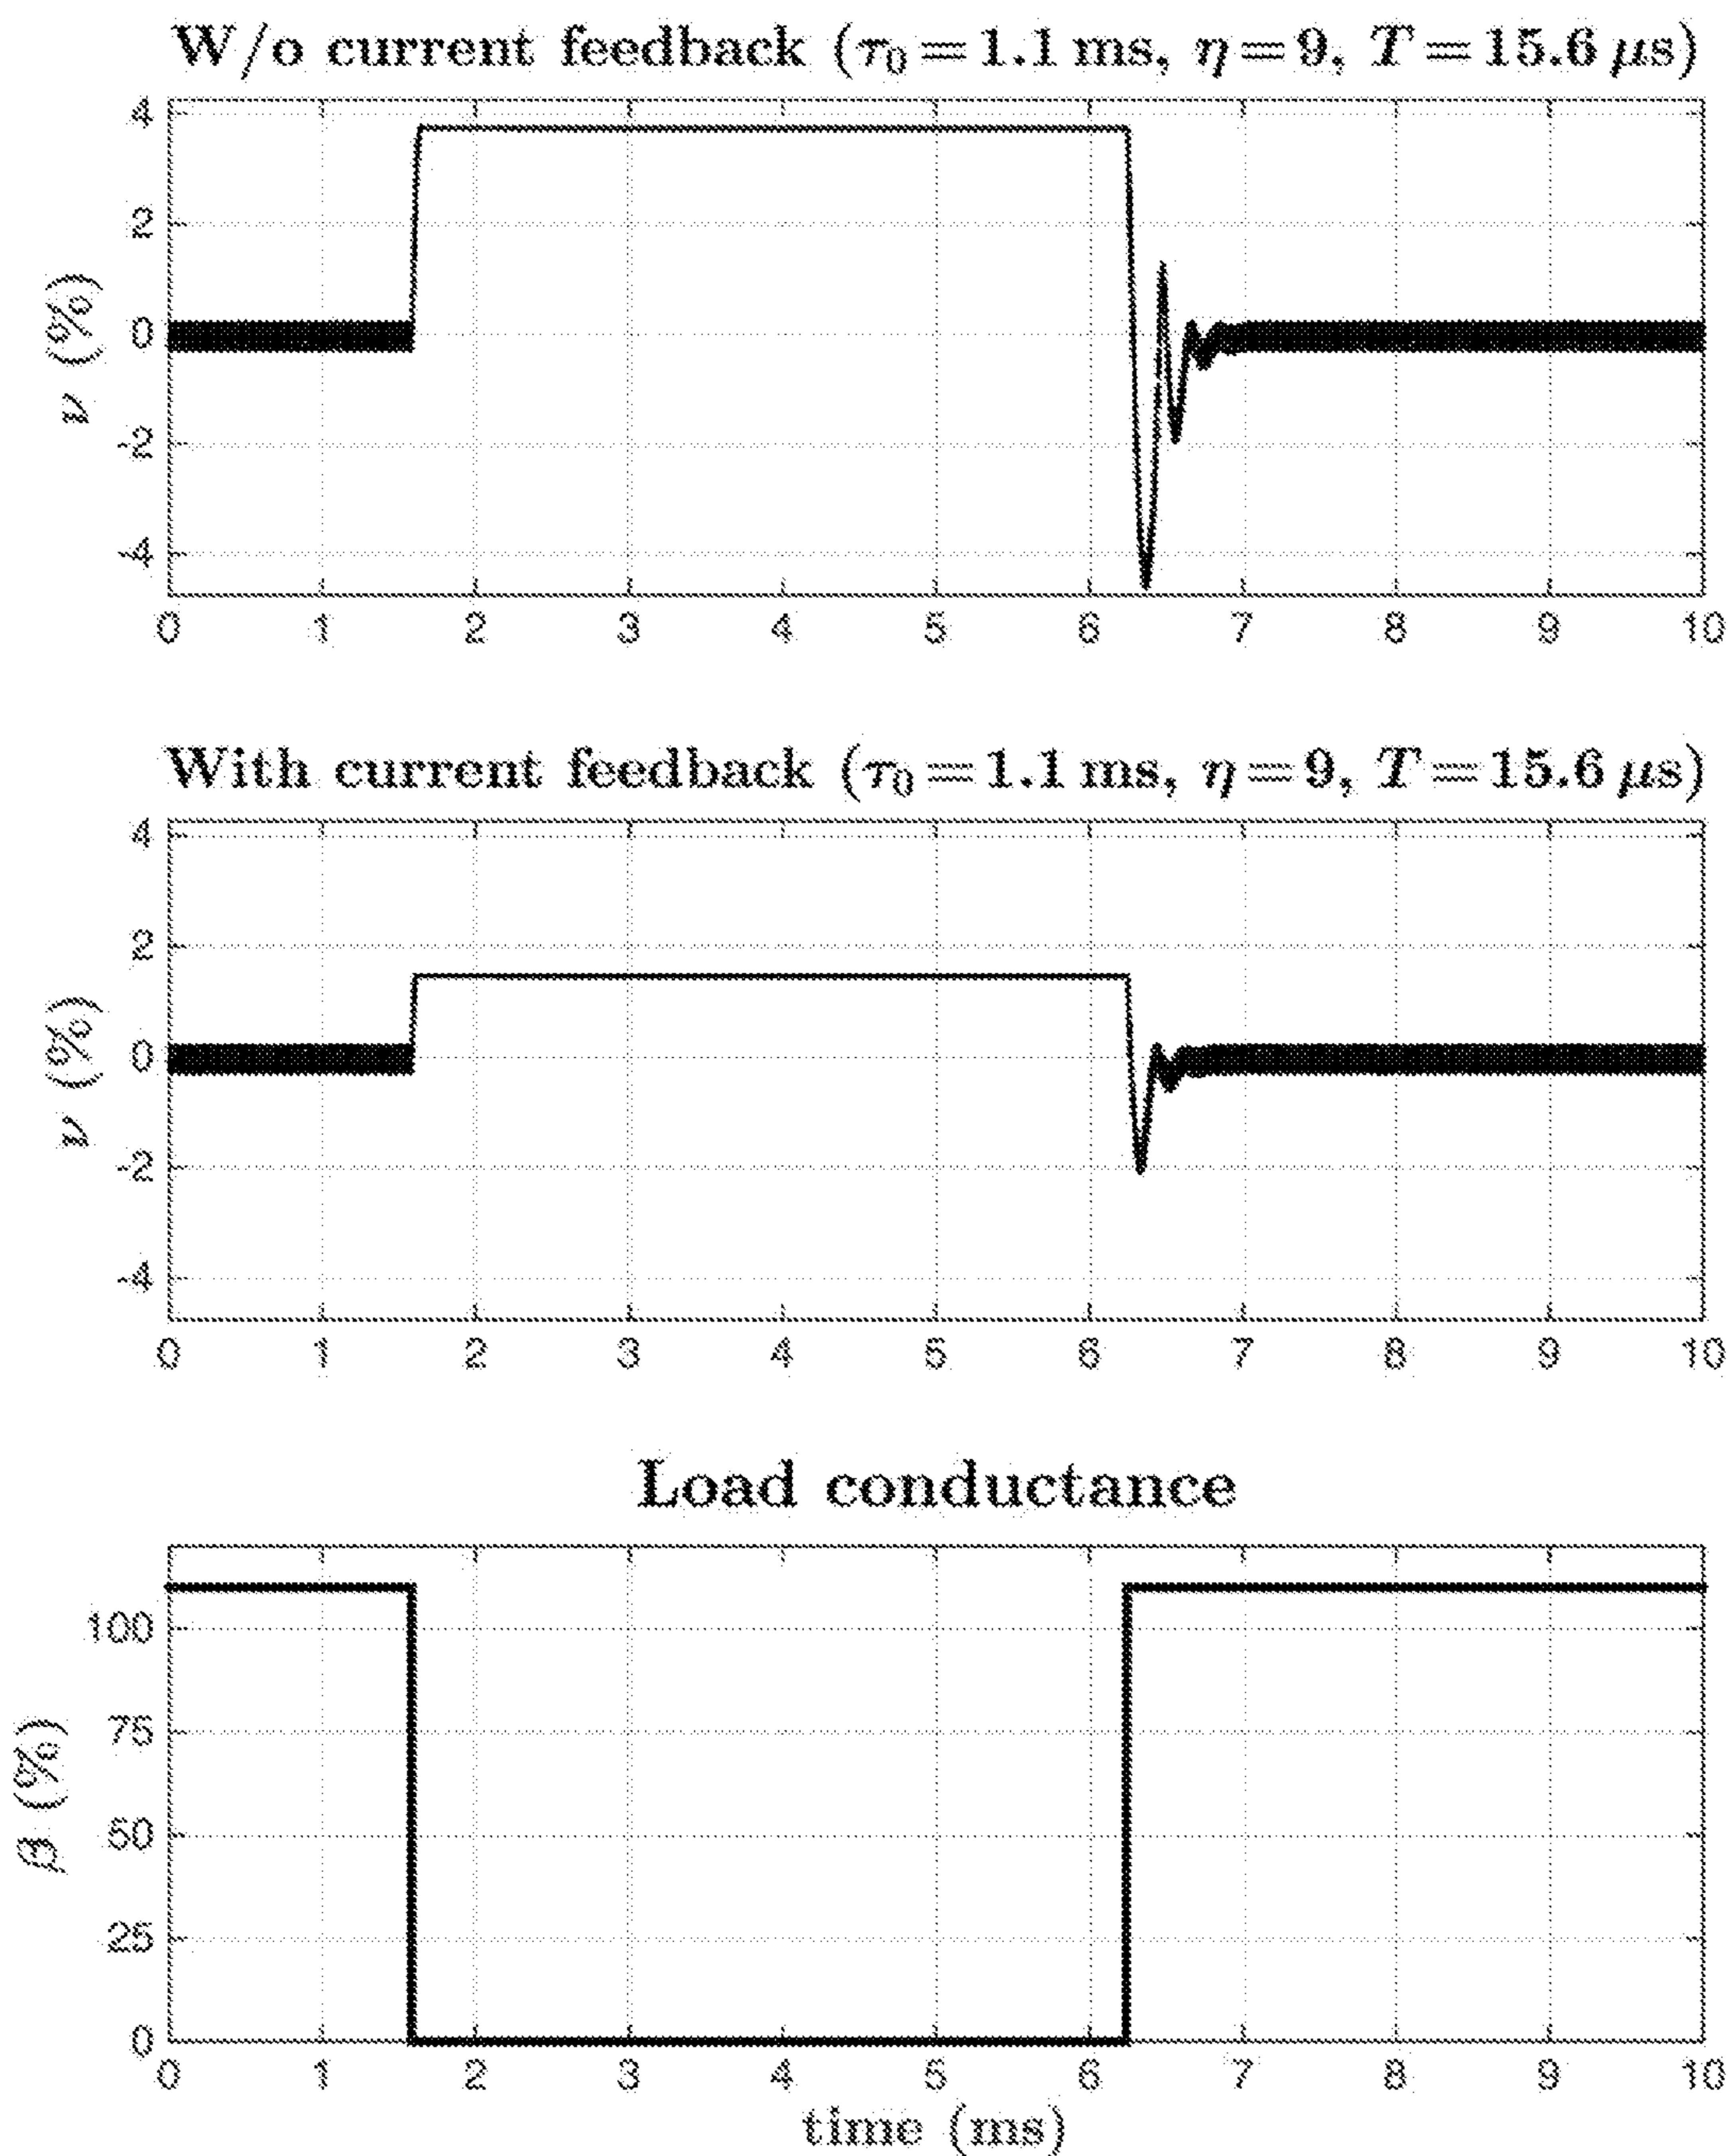 W/o current feedback (τ₀ = 1.1 ms, η = 9, T = 15.6 μs)
4
2
0
-2
-4
ν (%)
0 1 2 3 4 5 6 7 8 9 10
With current feedback (τ₀ = 1.1 ms, η = 9, T = 15.6 μs)
4
2
0
-2
-4
ν (%)
0 1 2 3 4 5 6 7 8 9 10
Load conductance
100
75
50
25
0
β (%)
0 1 2 3 4 5 6 7 8 9 10
time (ms)